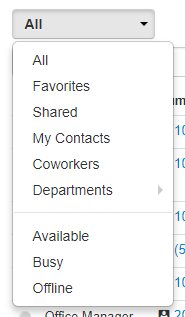 All
All
Favorites
Shared
My Contacts
Coworkers
Departments
Available
Busy
Offline
Office Manager